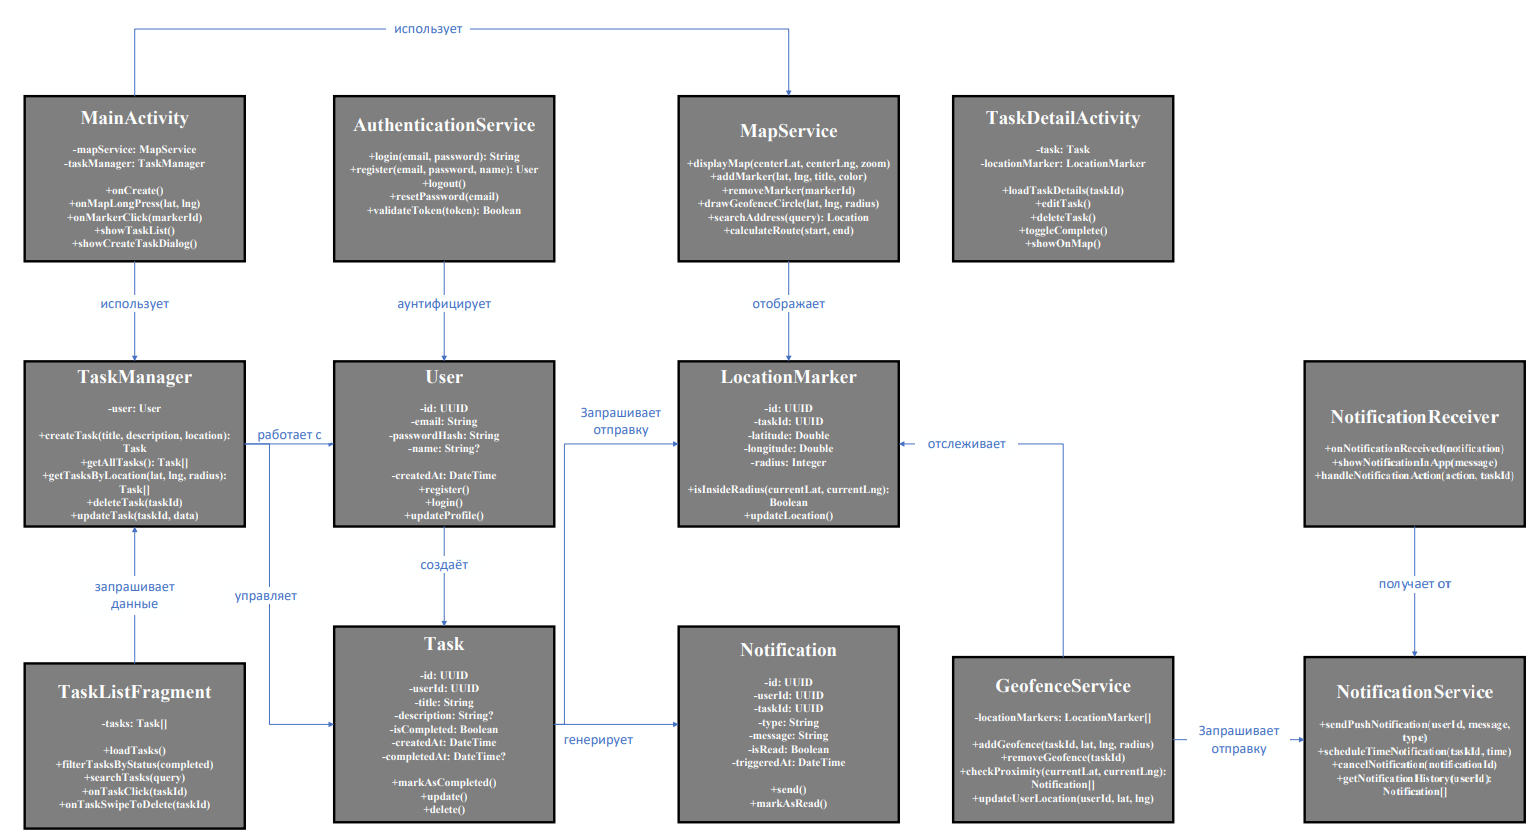 использует
MainActivity
-mapService: MapService
-taskManager: TaskManager
+onCreate()
+onMapLongPress(lat, lng)
+onMarkerClick(markerId)
+showTaskList()
+showCreateTaskDialog()
AuthenticationService
+login(email, password): String
+register(email, password, name): User
+logout()
+resetPassword(email)
+validateToken(token): Boolean
MapService
+displayMap(centerLat, centerLng, zoom)
+addMarker(lat, lng, title, color)
+removeMarker(markerId)
+drawGeofenceCircle(lat, lng, radius)
+searchAddress(query): Location
+calculateRoute(start, end)
TaskDetailActivity
-task: Task
-locationMarker: LocationMarker
+loadTaskDetails(taskId)
+editTask()
+deleteTask()
+toggleComplete()
+showOnMap()
использует
аунтифицирует
отображает
TaskManager
-user: User
+createTask(title, description, location):
Task
+getAllTasks(): Task[]
+getTasksByLocation(lat, lng, radius):
Task[]
+deleteTask(taskId)
+updateTask(taskId, data)
работает с
User
-id: UUID
-email: String
-passwordHash: String
-name: String?
-createdAt: DateTime
+register()
+login()
+updateProfile()
Запрашивает
отправку
LocationMarker
-id: UUID
-taskId: UUID
-latitude: Double
-longitude: Double
-radius: Integer
+isInsideRadius(currentLat, currentLng):
Boolean
+updateLocation()
отслеживает
NotificationReceiver
+onNotificationReceived(notification)
+showNotificationInApp(message)
+handleNotificationAction(action, taskId)
запрашивает
данные
управляет
создаёт
получает от
TaskListFragment
-tasks: Task[]
+loadTasks()
+filterTasksByStatus(completed)
+searchTasks(query)
+onTaskClick(taskId)
+onTaskSwipeToDelete(taskId)
Task
-id: UUID
-userId: UUID
-title: String
-description: String?
-isCompleted: Boolean
-createdAt: DateTime
-completedAt: DateTime?
+markAsCompleted()
+update()
+delete()
генерирует
Notification
-id: UUID
-userId: UUID
-taskId: UUID
-type: String
-message: String
-isRead: Boolean
-triggeredAt: DateTime
+send()
+markAsRead()
GeofenceService
-locationMarkers: LocationMarker[]
+addGeofence(taskId, lat, lng, radius)
+removeGeofence(taskId)
+checkProximity(currentLat, currentLng):
Notification[]
+updateUserLocation(userId, lat, lng)
Запрашивает
отправку
NotificationService
+sendPushNotification(userId, message,
type)
+scheduleTimeNotification(taskId, time)
+cancelNotification(notificationId)
+getNotificationHistory(userId):
Notification[]